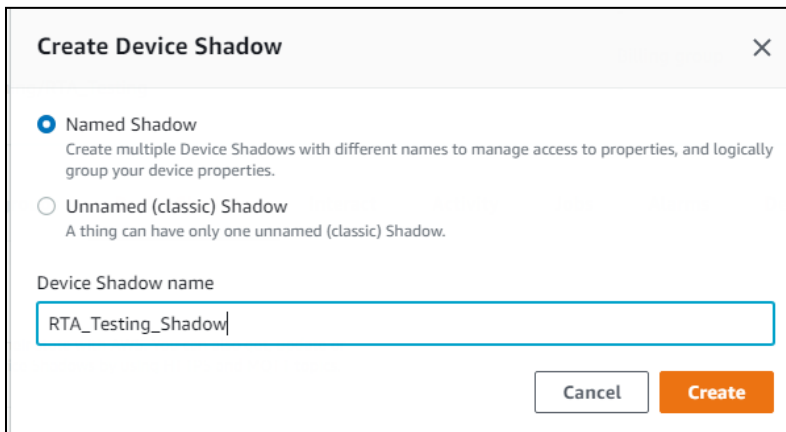 Create Device Shadow
Named Shadow
Create multiple Device Shadows with different names to manage access to properties, and logically
group your device properties.
Unnamed (classic) Shadow
A thing can have only one unnamed (classic) Shadow.
Device Shadow name
RTA_Testing_Shadow
Cancel Create